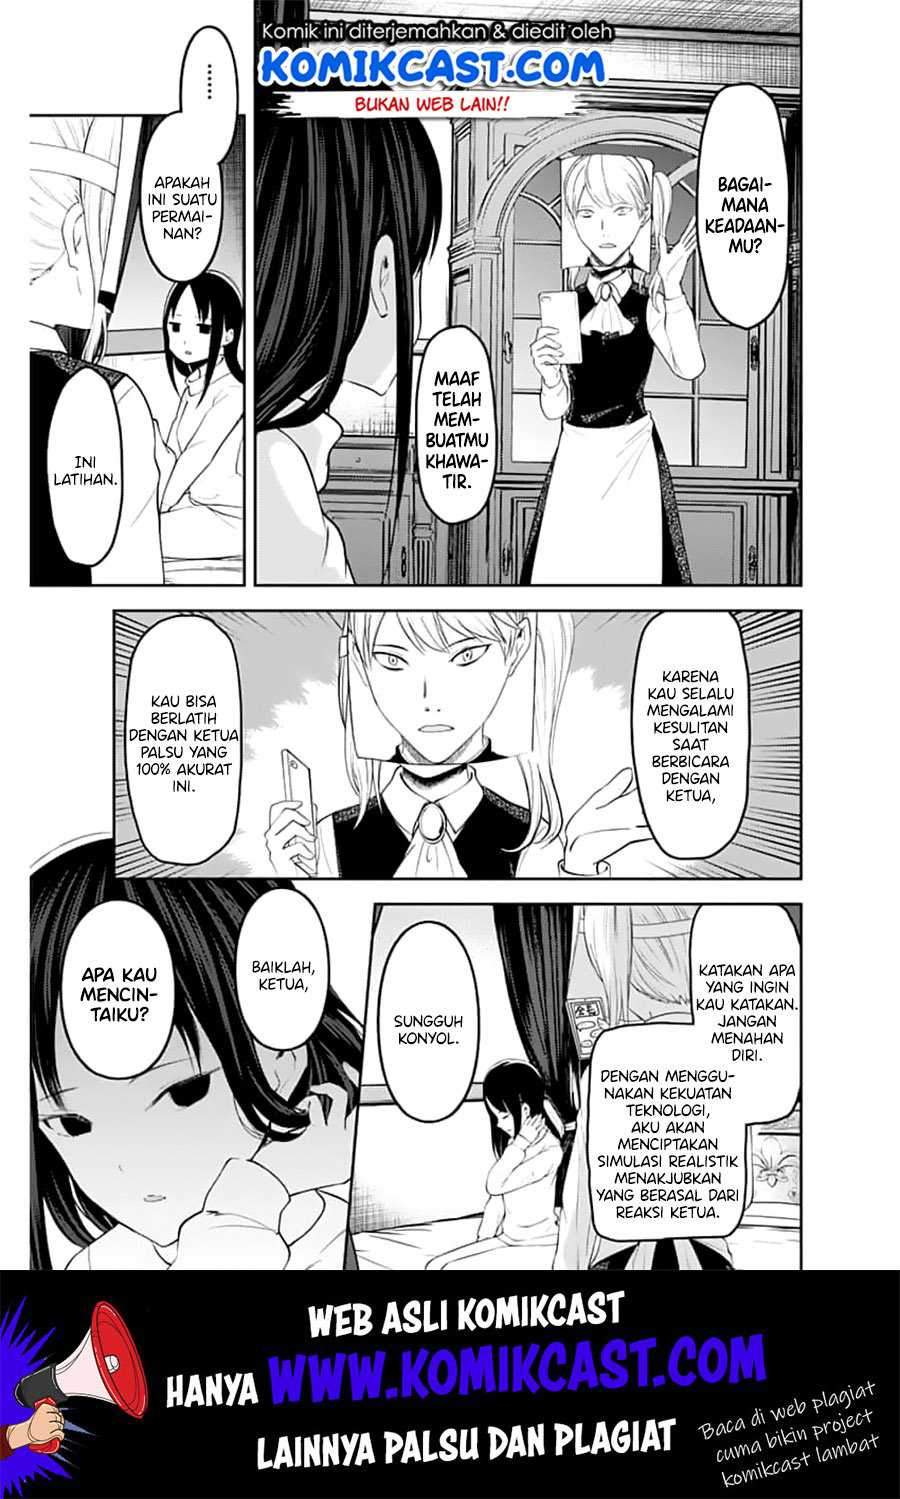 Komik ini diterjemahkan & diedit oleh
KOMIKCAST.COM
BUKAN WEB LAIN!!
BAGAI-
MANA
KEADAAN-
MU?
MAAF
TELAH
MEM-
BUATMU
KHAWA-
TIR.
........
APAKAH
INI SUATU
PERMAI-
NAN?
INI
LATIHAN.
KARENA
KAU SELALU
MENGALAMI
KESULITAN
SAAT
BERBICARA
DENGAN
KETUA,
KAU BISA
BERLATIH
DENGAN KETUA
PALSU YANG
100% AKURAT
INI.
KATAKAN APA
YANG INGIN
KAU KATAKAN.
JANGAN
MENAHAN
DIRI.
DENGAN MENGGU-
NAKAN KEKUATAN
TEKNOLOGI,
AKU AKAN
MENCIPTAKAN
SIMULASI REALISTIK
MENAKJUBKAN
YANG BERASAL DARI
REAKSI KETUA.
SUNGGUH
KONYOL.
BAIKLAH,
KETUA,
APA KAU
MENCIN-
TAIKU?
WEB ASLI KOMIKCAST
HANYA WWW.KOMIKCAST.COM
LAINNYA PALSU DAN PLAGIAT
Baca di web plagiat
cuma bikin project
komikcast lambat